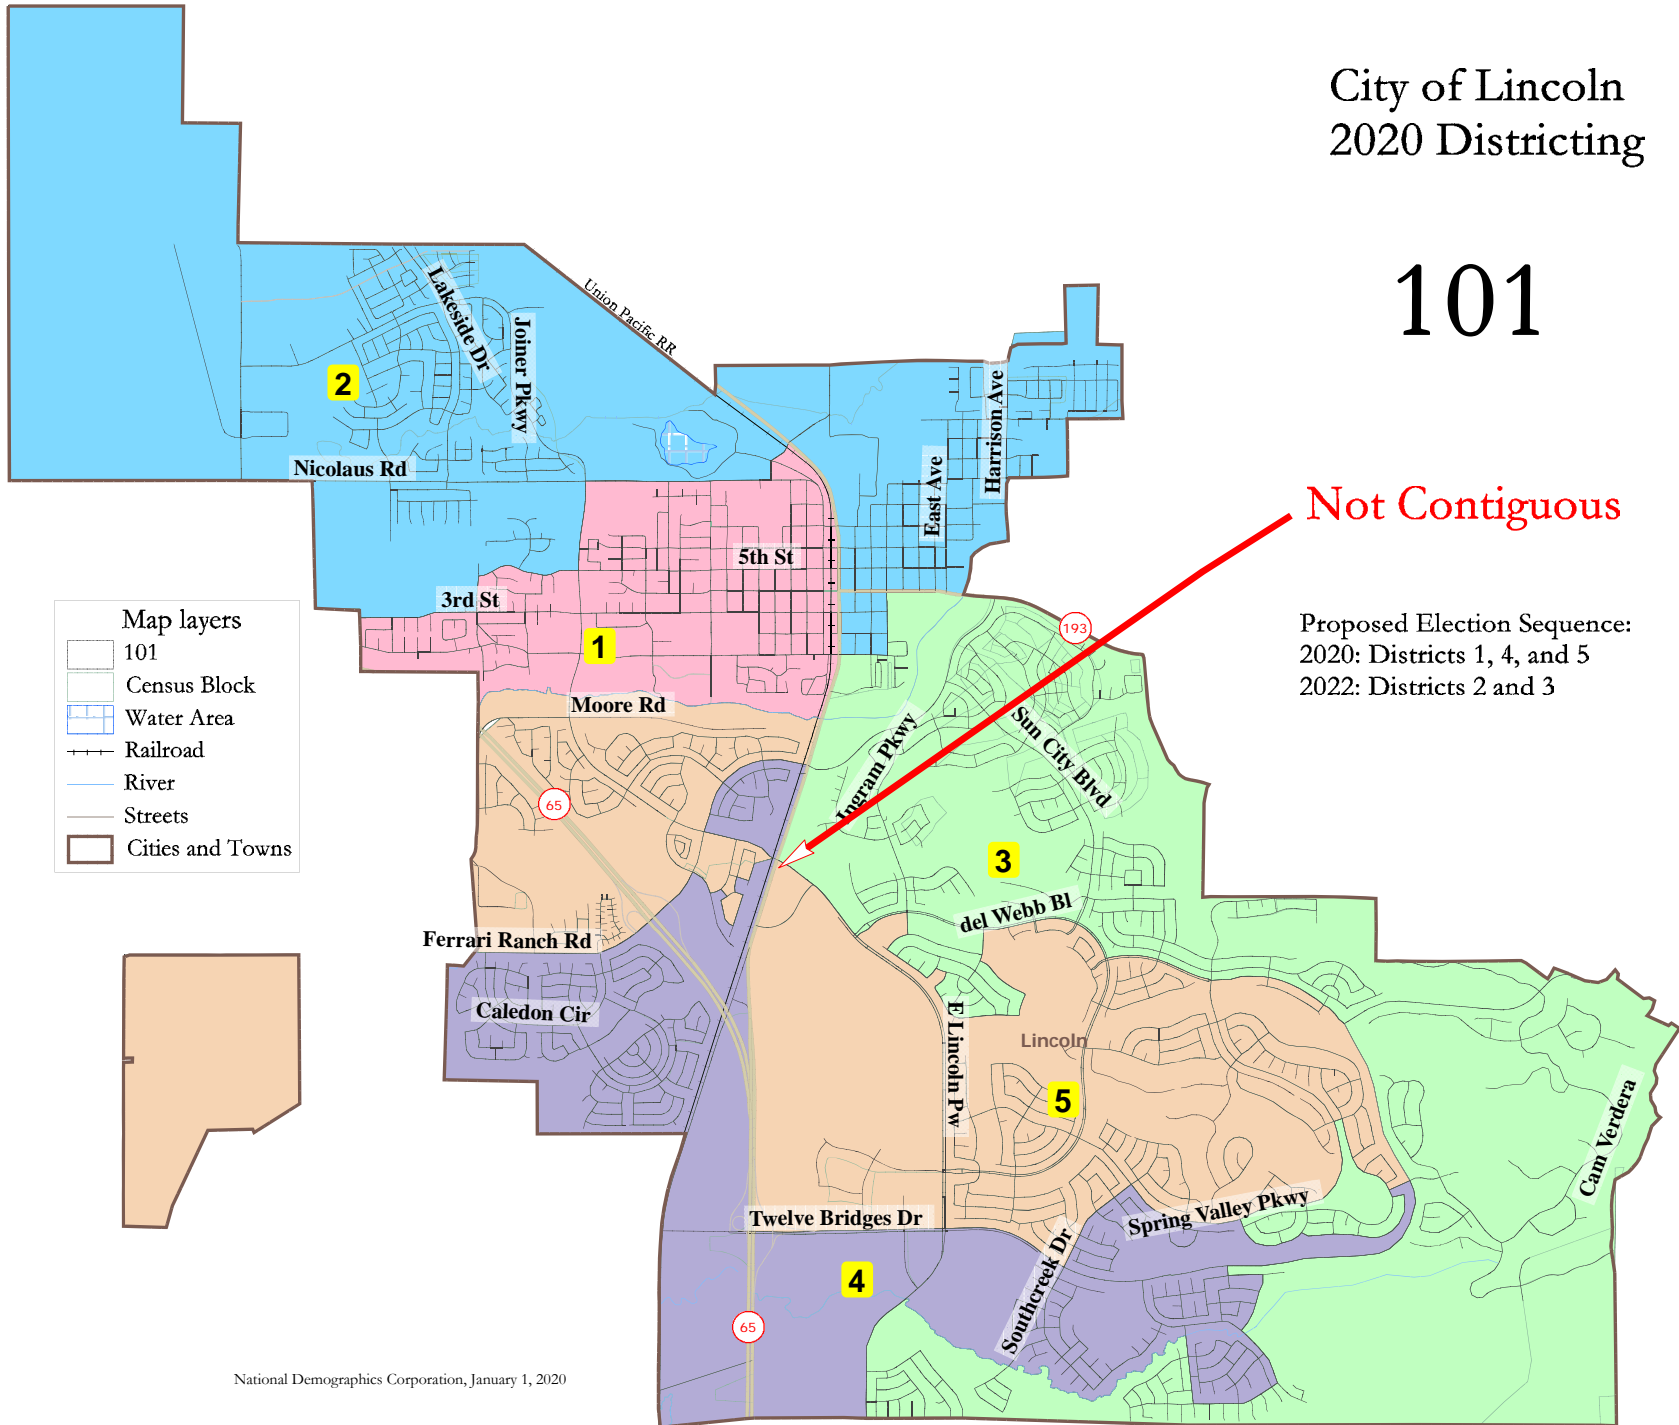 City of Lincoln
2020 Districting
101
Union Pacific RR
Lakeside Dr
Joiner Pkwy
2
Harrison Ave
Nicolaus Rd
East Ave
Not Contiguous
5th St
3rd St
1
193
Proposed Election Sequence:
2020: Districts 1, 4, and 5
2022: Districts 2 and 3
Map layers
101
Census Block
Water Area
Railroad
River
Streets
Cities and Towns
Moore Rd
Sun City Blvd
Ingram Pkwy
65
3
del Webb Bl
Ferrari Ranch Rd
Caledon Cir
E Lincoln Pw
Lincoln
5
Cam Verdera
Twelve Bridges Dr
Spring Valley Pkwy
Southcreek Dr
4
65
National Demographics Corporation, January 1, 2020